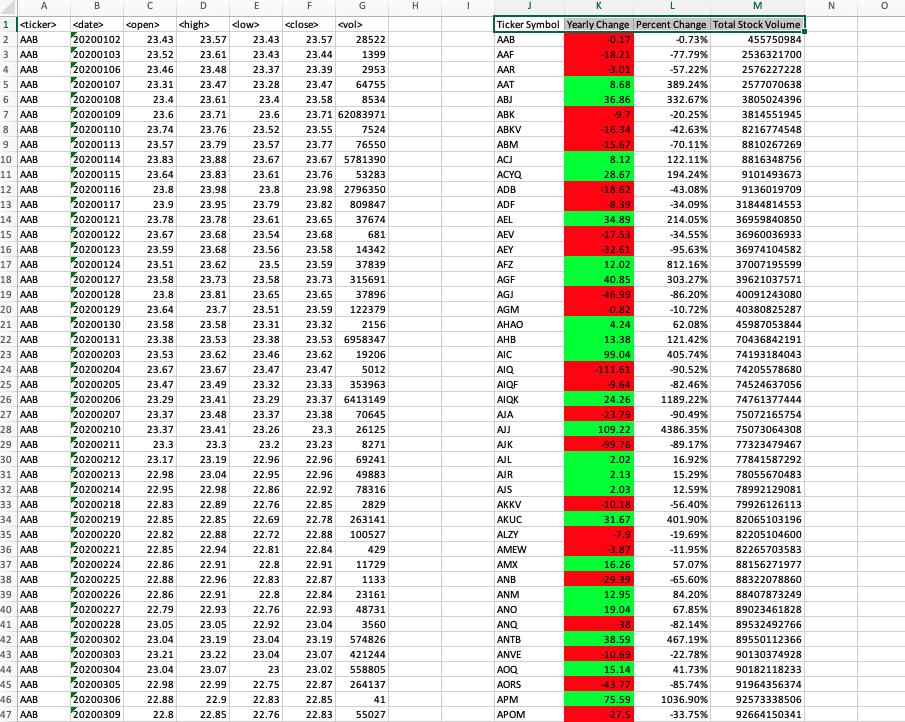 A B C D E F G H I J K L M N O
1 <ticker> <date> <open> <high> <low> <close> <vol> Ticker Symbol Yearly Change Percent Change Total Stock Volume
2 AAB 20200102 23.43 23.57 23.43 23.57 28522 AAB -0.17 -0.73% 455750984
3 AAB 20200103 23.52 23.61 23.43 23.44 1399 AAF -18.21 -77.79% 2536321700
4 AAB 20200106 23.46 23.48 23.37 23.39 2953 AAR -3.01 -57.22% 2576227228
5 AAB 20200107 23.31 23.47 23.28 23.47 64755 AAT 8.68 389.24% 2577070638
6 AAB 20200108 23.4 23.61 23.4 23.58 8534 ABJ 36.86 332.67% 3805024396
7 AAB 20200109 23.6 23.71 23.6 23.71 62083971 ABK -9.7 -20.25% 3814551945
8 AAB 20200110 23.74 23.76 23.52 23.55 7524 ABKV -16.34 -42.63% 8216774548
9 AAB 20200113 23.57 23.79 23.57 23.77 76550 ABM -15.67 -70.11% 8810267269
10 AAB 20200114 23.83 23.88 23.67 23.67 5781390 ACJ 8.12 122.11% 8816348756
11 AAB 20200115 23.64 23.83 23.61 23.76 53283 ACYQ 28.67 194.24% 9101493673
12 AAB 20200116 23.8 23.98 23.8 23.98 2796350 ADB -18.62 -43.08% 9136019709
13 AAB 20200117 23.9 23.95 23.79 23.82 809847 ADF -8.39 -34.09% 31844814553
14 AAB 20200121 23.78 23.78 23.61 23.65 37674 AEL 34.89 214.05% 36959840850
15 AAB 20200122 23.67 23.68 23.54 23.68 681 AEV -17.53 -34.55% 36960036933
16 AAB 20200123 23.59 23.68 23.56 23.58 14342 AEY -32.61 -95.63% 36974104582
17 AAB 20200124 23.51 23.62 23.5 23.59 37839 AFZ 12.02 812.16% 37007195599
18 AAB 20200127 23.58 23.73 23.58 23.73 315691 AGF 40.85 303.27% 39621037571
19 AAB 20200128 23.8 23.81 23.65 23.65 37896 AGJ -46.99 -86.20% 40091243080
20 AAB 20200129 23.64 23.7 23.51 23.59 122379 AGM -0.82 -10.72% 40380825287
21 AAB 20200130 23.58 23.58 23.31 23.32 2156 AHAO 4.24 62.08% 45987053844
22 AAB 20200131 23.38 23.53 23.38 23.53 6958347 AHB 13.38 121.42% 70436842191
23 AAB 20200203 23.53 23.62 23.46 23.62 19206 AIC 99.04 405.74% 74193184043
24 AAB 20200204 23.67 23.67 23.47 23.47 5012 AIQ -111.61 -90.52% 74205578680
25 AAB 20200205 23.47 23.49 23.32 23.33 353963 AIQF -9.64 -82.46% 74524637056
26 AAB 20200206 23.29 23.41 23.29 23.37 6413149 AIQK 24.26 1189.22% 74761377444
27 AAB 20200207 23.37 23.48 23.37 23.38 70645 AJA -23.79 -90.49% 75072165754
28 AAB 20200210 23.37 23.41 23.26 23.3 26125 AJJ 109.22 4386.35% 75073064308
29 AAB 20200211 23.3 23.3 23.2 23.23 8271 AJK -99.76 -89.17% 77323479467
30 AAB 20200212 23.17 23.19 22.96 22.96 69241 AJL 2.02 16.92% 77841587292
31 AAB 20200213 22.98 23.04 22.95 22.96 49883 AJR 2.13 15.29% 78055670483
32 AAB 20200214 22.95 22.98 22.86 22.92 78316 AJS 2.03 12.59% 78992129081
33 AAB 20200218 22.83 22.89 22.76 22.85 2829 AKKV -10.18 -56.40% 79926126113
34 AAB 20200219 22.85 22.85 22.69 22.78 263141 AKUC 31.67 401.90% 82065103196
35 AAB 20200220 22.82 22.88 22.72 22.88 100527 ALZY -7.9 -19.69% 82205104600
36 AAB 20200221 22.85 22.94 22.81 22.84 429 AMEW -3.87 -11.95% 82265703583
37 AAB 20200224 22.86 22.91 22.8 22.91 11729 AMX 16.26 57.07% 88156271977
38 AAB 20200225 22.88 22.96 22.83 22.87 1133 ANB -29.39 -65.60% 88322078860
39 AAB 20200226 22.86 22.91 22.8 22.84 23161 ANM 12.95 84.20% 88407873249
40 AAB 20200227 22.79 22.93 22.76 22.93 48731 ANO 19.04 67.85% 89023461828
41 AAB 20200228 23.05 23.05 22.92 23.04 3560 ANQ -38 -82.14% 89532492766
42 AAB 20200302 23.04 23.19 23.04 23.19 574826 ANTB 38.59 467.19% 89550112366
43 AAB 20200303 23.21 23.22 23.04 23.07 421244 ANVE -10.69 -22.78% 90130374928
44 AAB 20200304 23.04 23.07 23 23.02 558805 AOQ 15.14 41.73% 90182118233
45 AAB 20200305 22.98 22.99 22.75 22.87 264137 AORS -43.77 -85.74% 91964356374
46 AAB 20200306 22.88 22.9 22.83 22.85 41 APM 75.59 1036.90% 92573338506
47 AAB 20200309 22.8 22.85 22.76 22.83 55027 APOM -27.5 -33.75% 92664150341